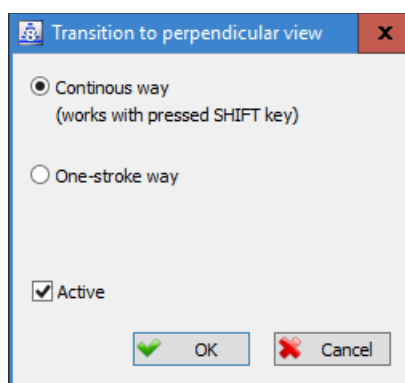 Transition to perpendicular view
Continous way
(works with pressed SHIFT key)
One-stroke way
Active
OK
Cancel